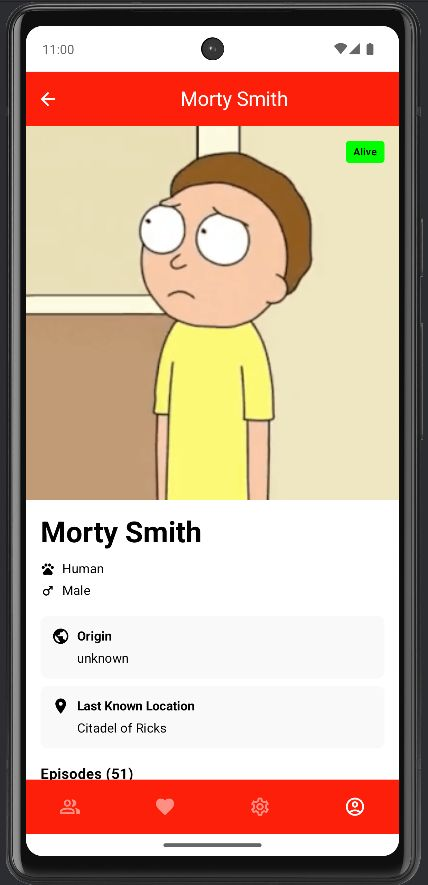 11:00
Morty Smith
Alive
Morty Smith
Human
Male
Origin
unknown
Last Known Location
Citadel of Ricks
Episodes (51)